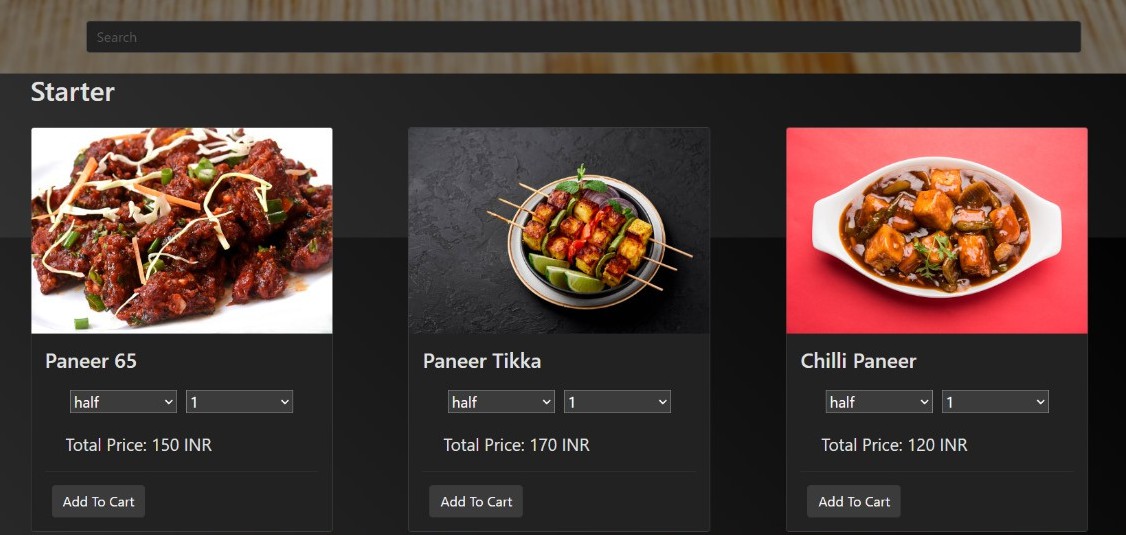 Search
Starter
Paneer 65
half 1
Total Price: 150 INR
Add To Cart
Paneer Tikka
half 1
Total Price: 170 INR
Add To Cart
Chilli Paneer
half 1
Total Price: 120 INR
Add To Cart